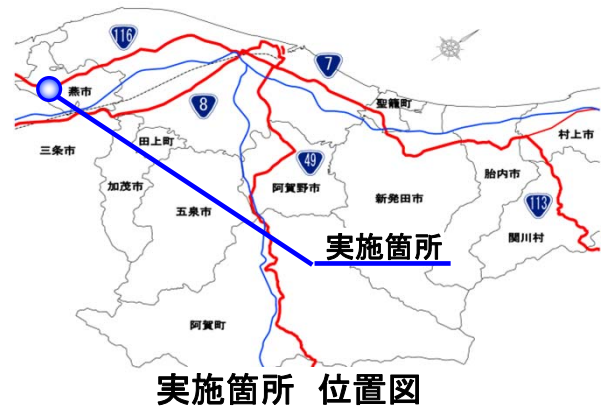 116
7
燕市
8
聖籠町
村上市
三条市
田上町
49
胎内市
加茂市
阿賀野市
新発田市
113
五泉市
関川村
実施箇所
阿賀町
実施箇所 位置図